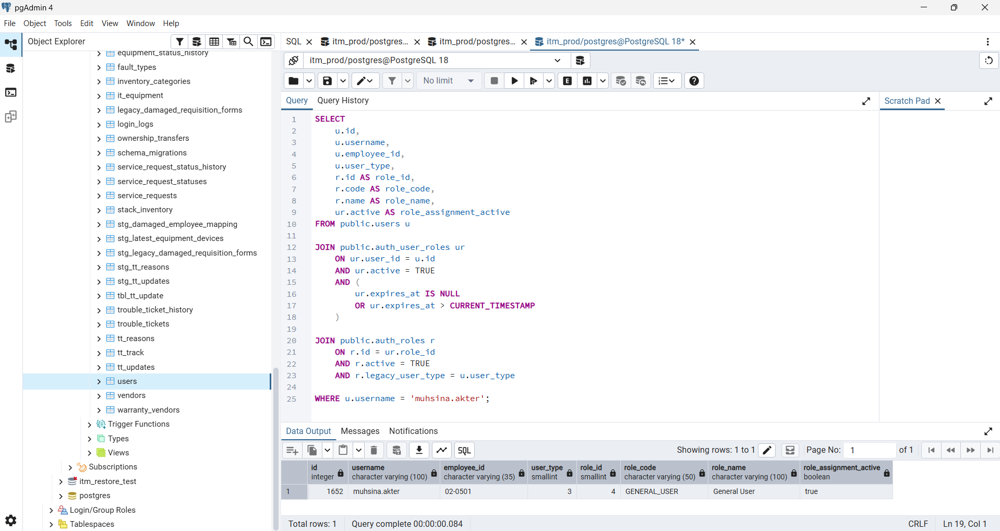 pgAdmin 4
File Object Tools Edit View Window Help
Object Explorer
equipment_status_history
fault_types
inventory_categories
it_equipment
legacy_damaged_requisition_forms
login_logs
ownership_transfers
schema_migrations
service_request_status_history
service_request_statuses
service_requests
stack_inventory
stg_damaged_employee_mapping
stg_latest_equipment_devices
stg_legacy_damaged_requisition_forms
stg_tt_reasons
stg_tt_updates
tbl_tt_update
trouble_ticket_history
trouble_tickets
tt_reasons
tt_track
tt_updates
users
vendors
warranty_vendors
Trigger Functions
Types
Views
Subscriptions
itm_restore_test
postgres
Login/Group Roles
Tablespaces
SQL itm_prod/postgres... itm_prod/postgres... itm_prod/postgres@PostgreSQL 18*
itm_prod/postgres@PostgreSQL 18
No limit E
Query Query History
Scratch Pad
1 SELECT
2 u.id,
3 u.username,
4 u.employee_id,
5 u.user_type,
6 r.id AS role_id,
7 r.code AS role_code,
8 r.name AS role_name,
9 ur.active AS role_assignment_active
10 FROM public.users u
11
12 JOIN public.auth_user_roles ur
13 ON ur.user_id = u.id
14 AND ur.active = TRUE
15 AND (
16 ur.expires_at IS NULL
17 OR ur.expires_at > CURRENT_TIMESTAMP
18 )
19
20 JOIN public.auth_roles r
21 ON r.id = ur.role_id
22 AND r.active = TRUE
23 AND r.legacy_user_type = u.user_type
24
25 WHERE u.username = 'muhsina.akter';
Data Output Messages Notifications
SQL Showing rows: 1 to 1 Page No: 1 of 1
id username employee_id user_type role_id role_code role_name role_assignment_active
integer character varying (100) character varying (35) smallint smallint character varying (50) character varying (100) boolean
1 1652 muhsina.akter 02-0501 3 4 GENERAL_USER General User true
Total rows: 1 Query complete 00:00:00.084 CRLF Ln 19, Col 1